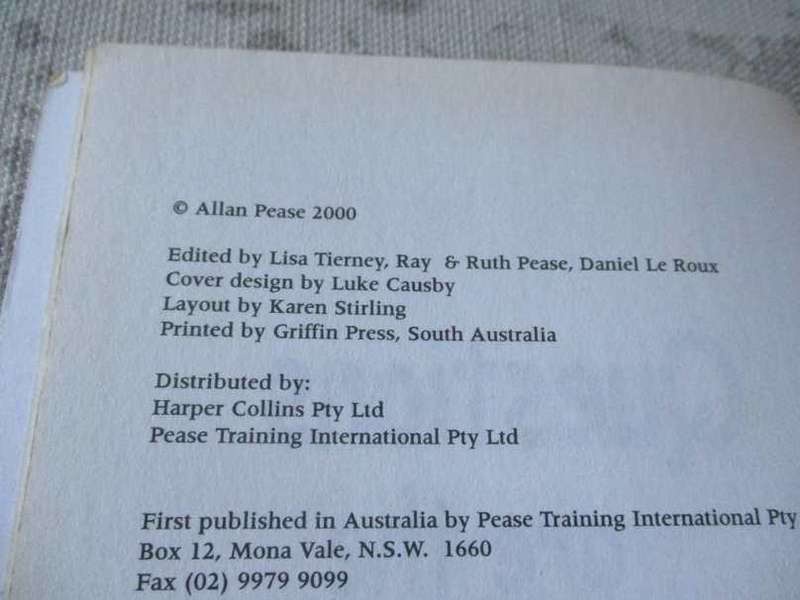 © Allan Pease 2000
Edited by Lisa Tierney, Ray & Ruth Pease, Daniel Le Roux
Cover design by Luke Causby
Layout by Karen Stirling
Printed by Griffin Press, South Australia
Distributed by:
Harper Collins Pty Ltd
Pease Training International Pty Ltd
First published in Australia by Pease Training International Pty
Box 12, Mona Vale, N.S.W. 1660
Fax (02) 9979 9099